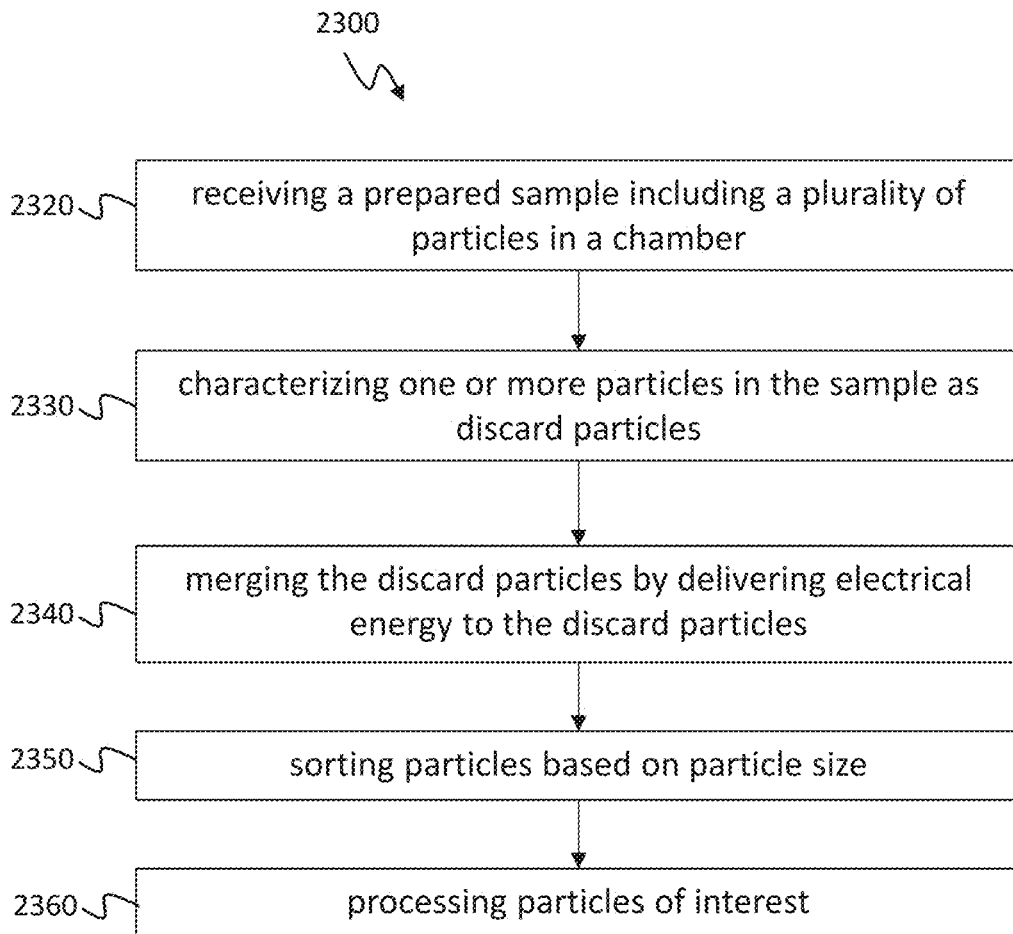 2300
2320
receiving a prepared sample including a plurality of
particles in a chamber
2330
characterizing one or more particles in the sample as
discard particles
2340
merging the discard particles by delivering electrical
energy to the discard particles
2350
sorting particles based on particle size
2360
processing particles of interest